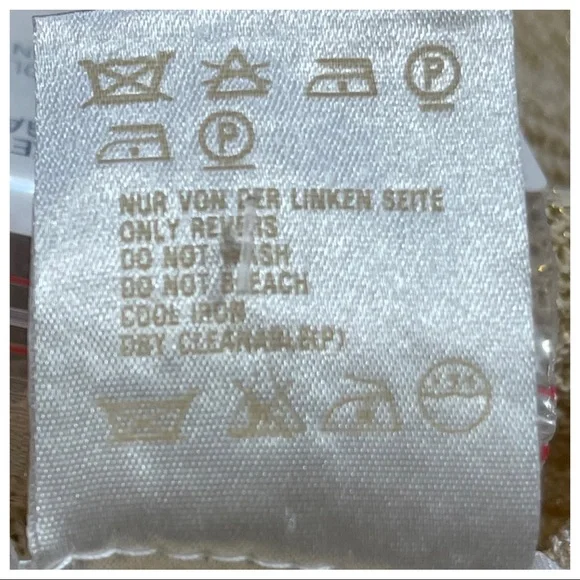 P
P
NUR VON DER LINKEN SEITE
ONLY REVERS
DO NOT WASH
DO NOT BLEACH
COOL IRON
DRY CLEANABLE(P)